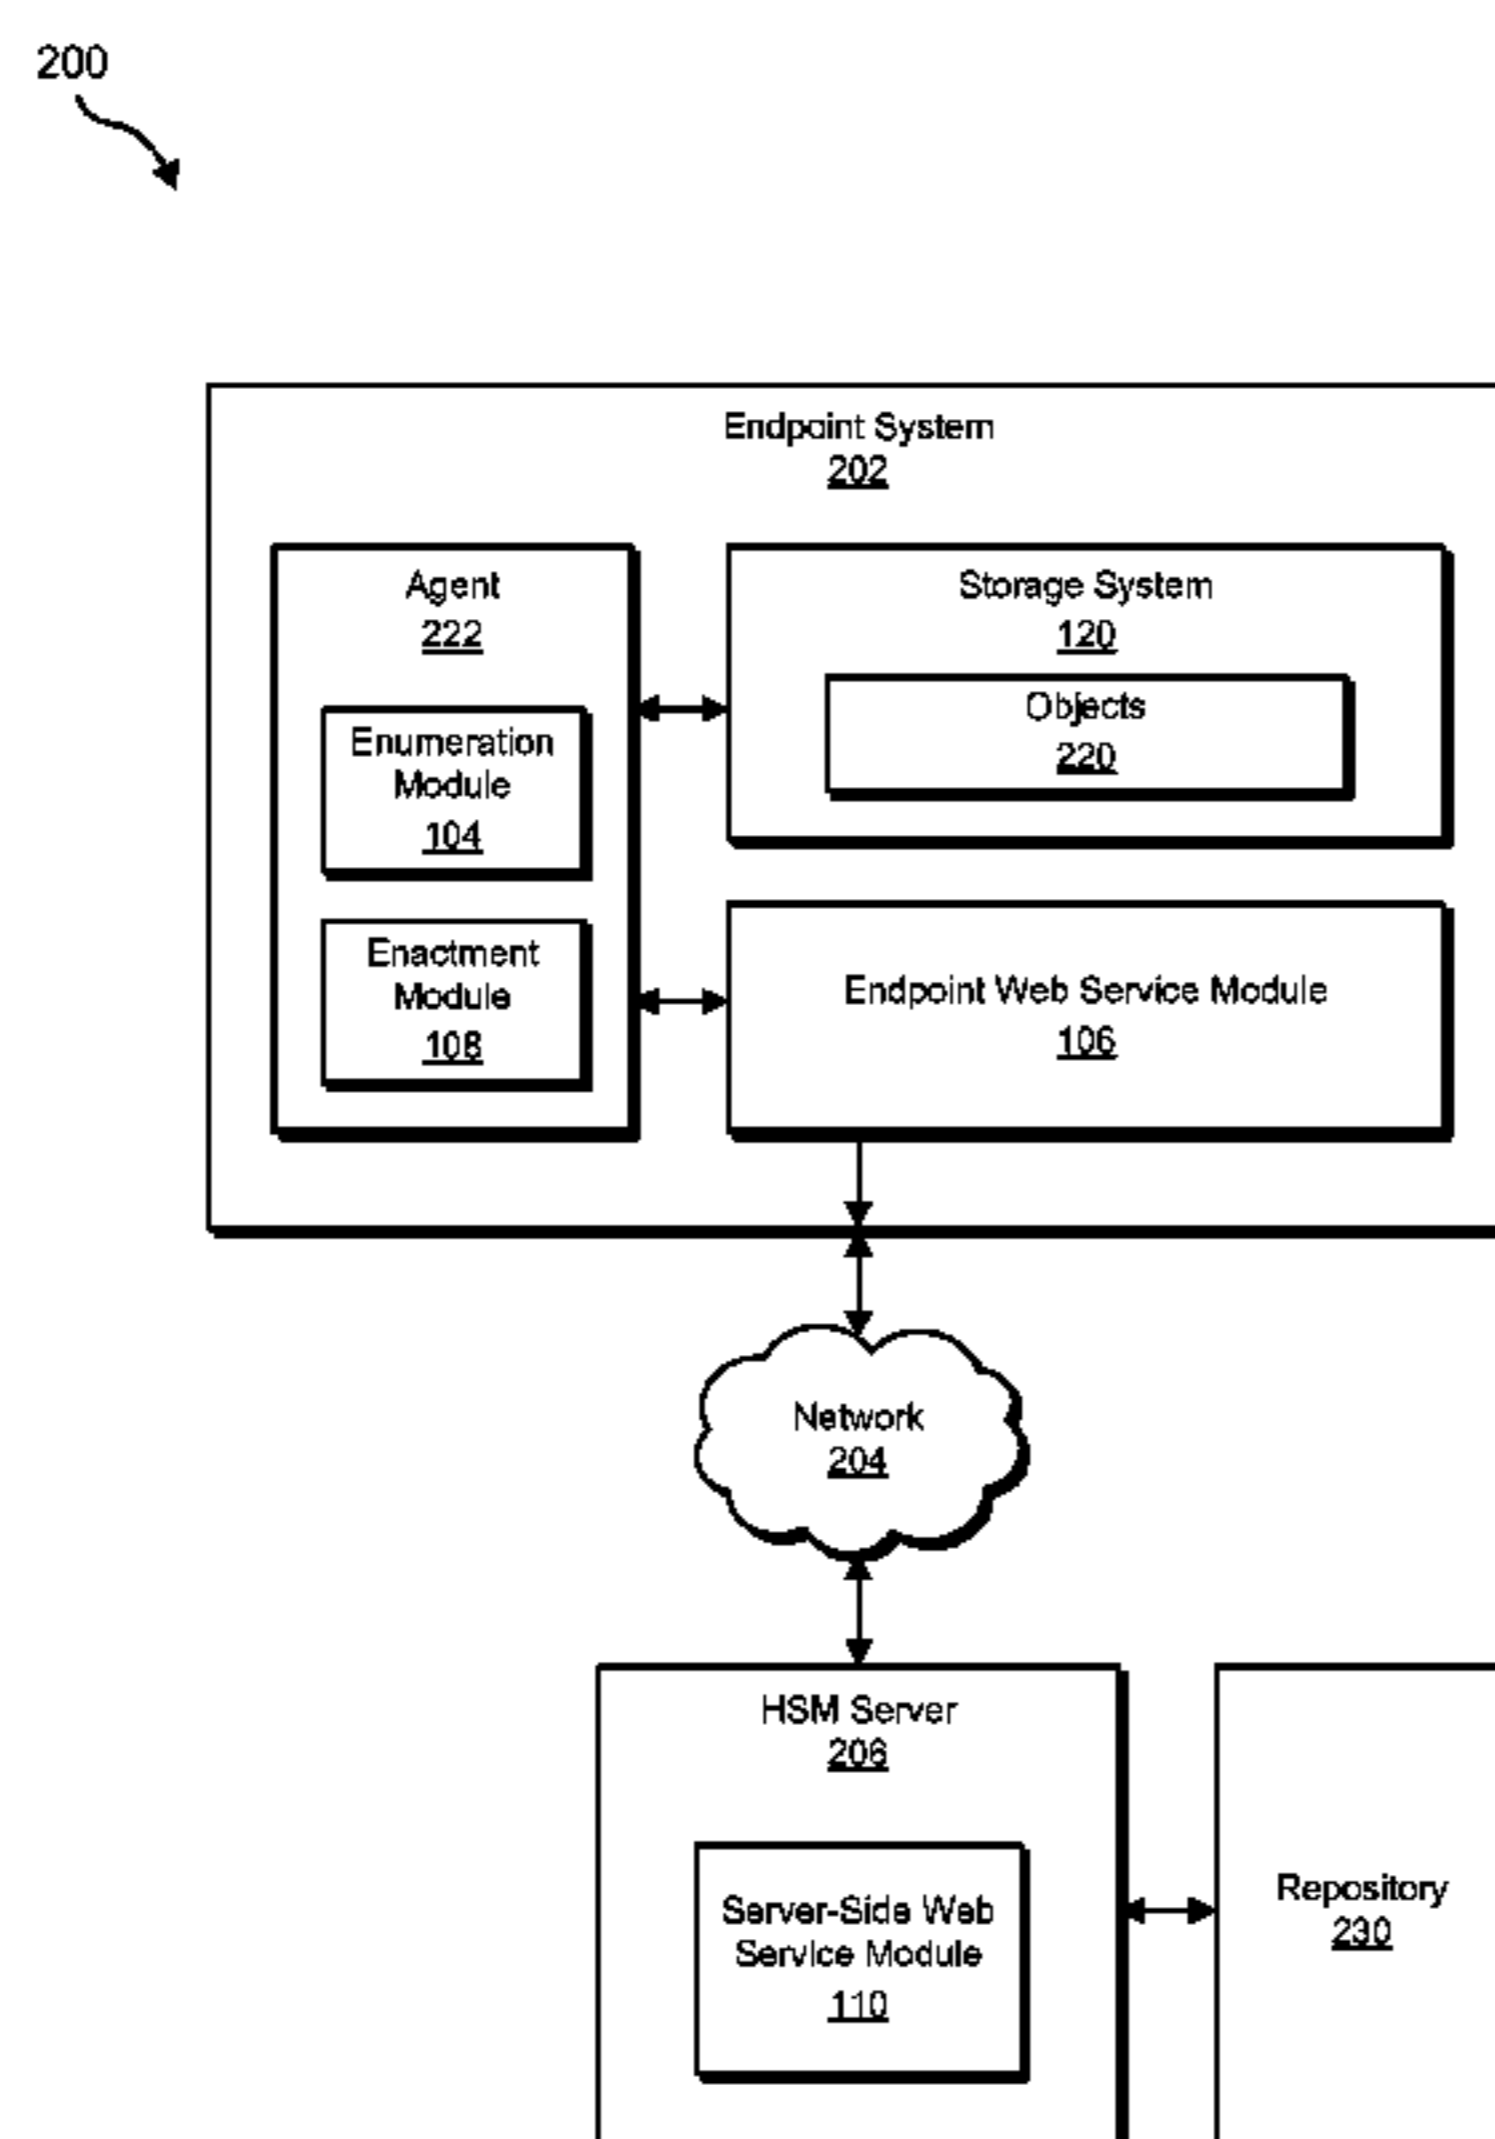 200
Endpoint System
202
Agent
222
Enumeration
Module
104
Enactment
Module
108
Storage System
120
Objects
220
Endpoint Web Service Module
106
Network
204
HSM Server
206
Server-Side Web
Service Module
110
Repository
230